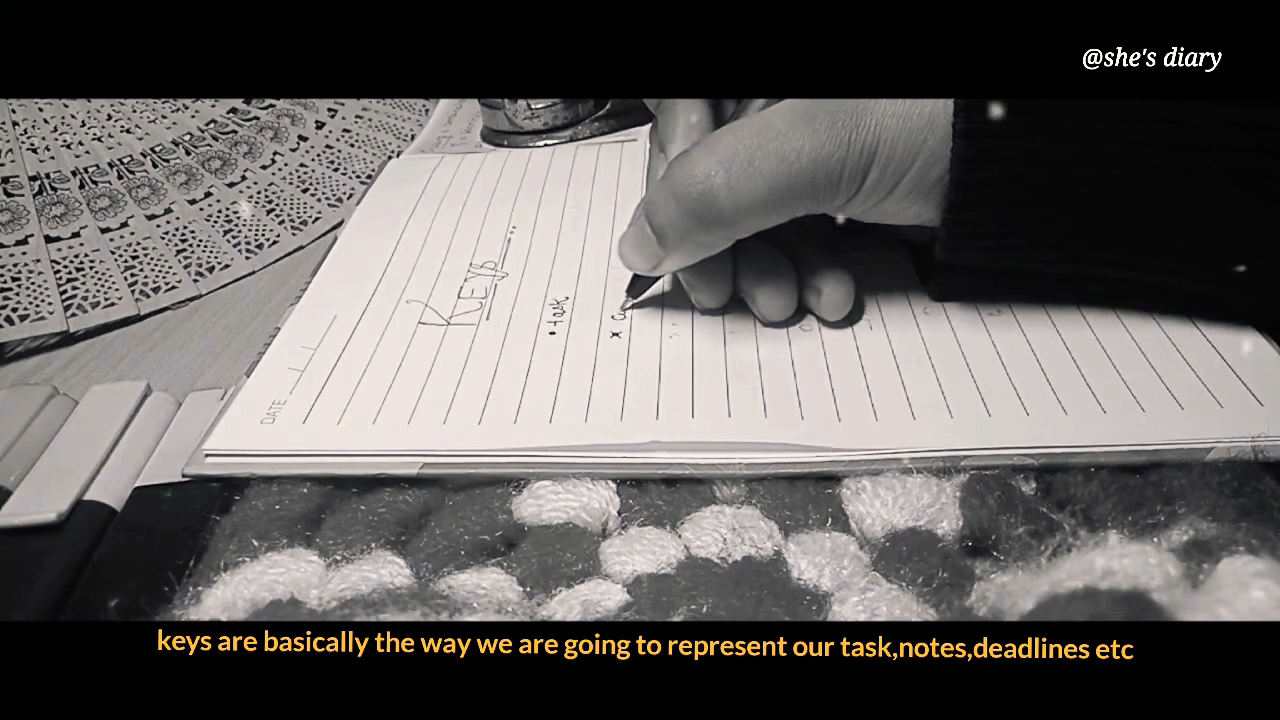 @she's diary
KEYS
• task
x
DATE
keys are basically the way we are going to represent our task,notes,deadlines etc